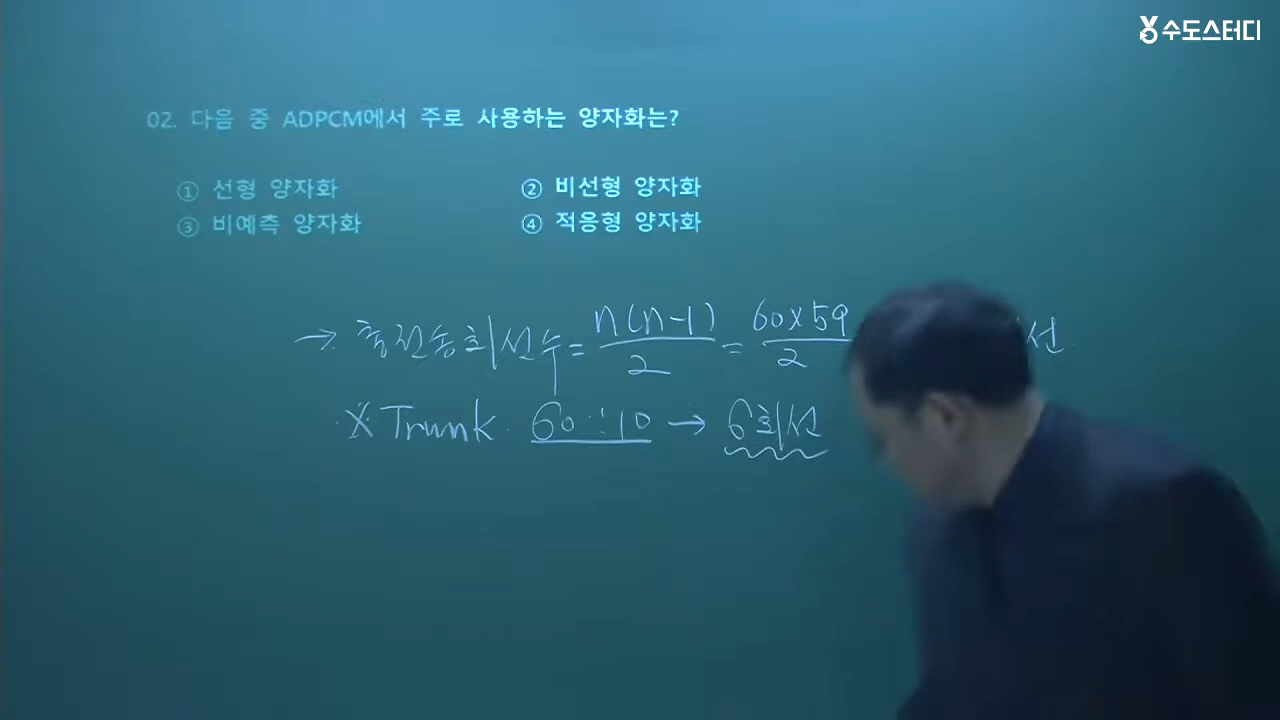 수도스터디
02. 다음 중 ADPCM에서 주로 사용하는 양자화는?
① 선형 양자화 ② 비선형 양자화
③ 비예측 양자화 ④ 적응형 양자화
→ 총전송회선수 = n(n-1)/2 = 60×59/2 선
※ Trunk. 60:10 → 6회선